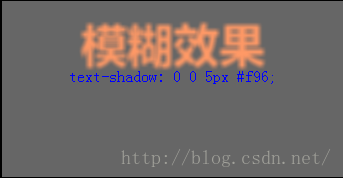 模糊效果
text-shadow: 0 0 5px #f96;
http://blog.csdn.net/